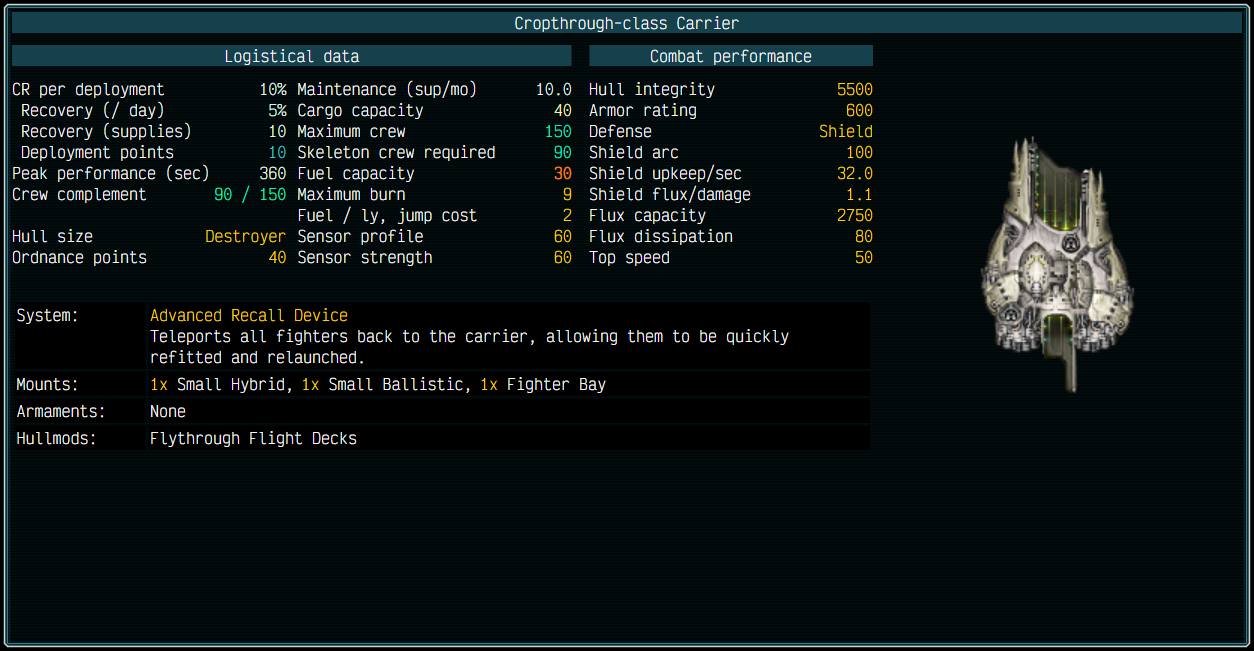 Cropthrough-class Carrier
Logistical data
CR per deployment 10%
Recovery (/ day) 5%
Recovery (supplies) 10
Deployment points 10
Peak performance (sec) 360
Crew complement 90 / 150
Hull size Destroyer
Ordnance points 40
Maintenance (sup/mo) 10.0
Cargo capacity 40
Maximum crew 150
Skeleton crew required 90
Fuel capacity 30
Maximum burn 9
Fuel / ly, jump cost 2
Sensor profile 60
Sensor strength 60
Combat performance
Hull integrity 5500
Armor rating 600
Defense Shield
Shield arc 100
Shield upkeep/sec 32.0
Shield flux/damage 1.1
Flux capacity 2750
Flux dissipation 80
Top speed 50
System: Advanced Recall Device
Teleports all fighters back to the carrier, allowing them to be quickly
refitted and relaunched.
Mounts: 1x Small Hybrid, 1x Small Ballistic, 1x Fighter Bay
Armaments: None
Hullmods: Flythrough Flight Decks